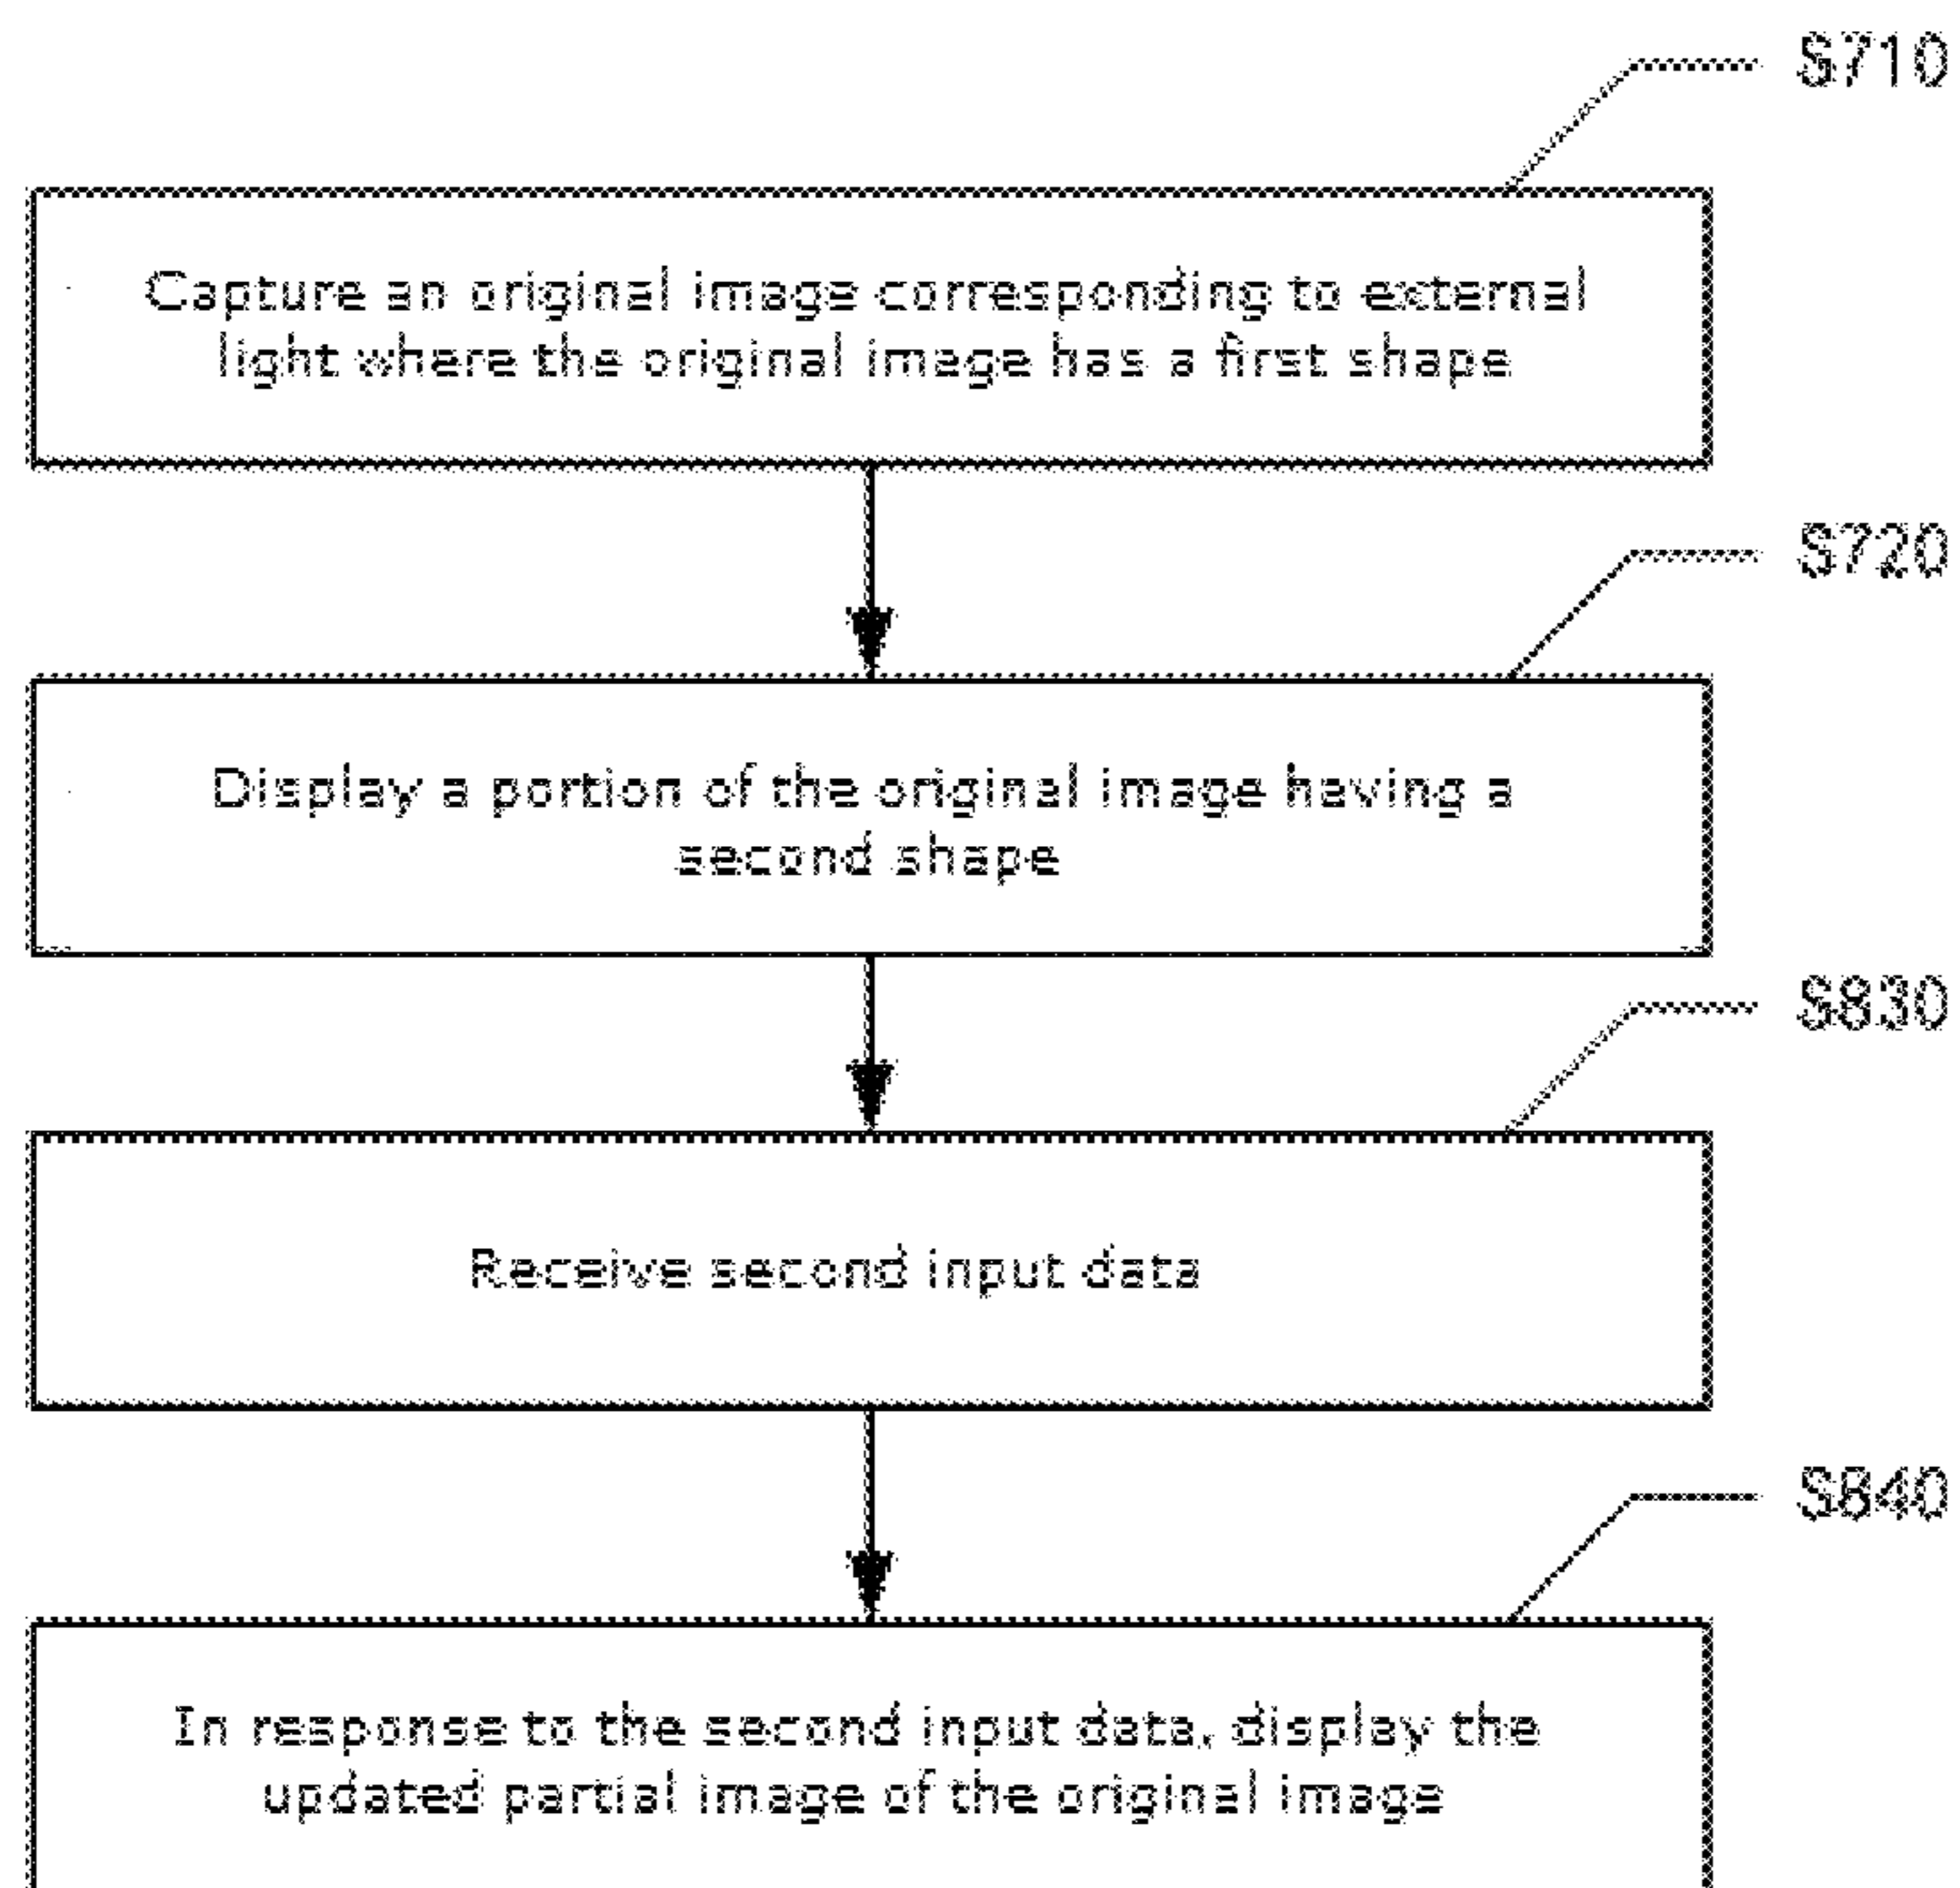 S710
Capture an original image corresponding to external
light where the original image has a first shape
S720
Display a portion of the original image having a
second shape
S830
Receive second input data
S840
In response to the second input data, display the
updated partial image of the original image